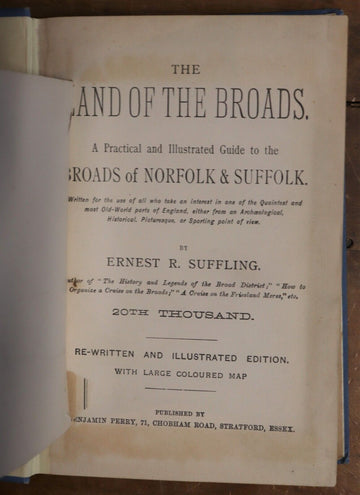 THE
LAND OF THE BROADS.
A Practical and Illustrated Guide to the
BROADS of NORFOLK & SUFFOLK.
Written for the use of all who take an interest in one of the Quaintest and
most Old-World parts of England, either from an Archæological,
Historical, Picturesque, or Sporting point of view.
BY
ERNEST R. SUFFLING.
Author of "The History and Legends of the Broad District;" "How to
Organize a Cruise on the Broads;" "A Cruise on the Friesland Meres," etc.
20TH THOUSAND.
RE-WRITTEN AND ILLUSTRATED EDITION.
WITH LARGE COLOURED MAP
PUBLISHED BY
BENJAMIN PERRY, 71, CHOBHAM ROAD, STRATFORD, ESSEX.